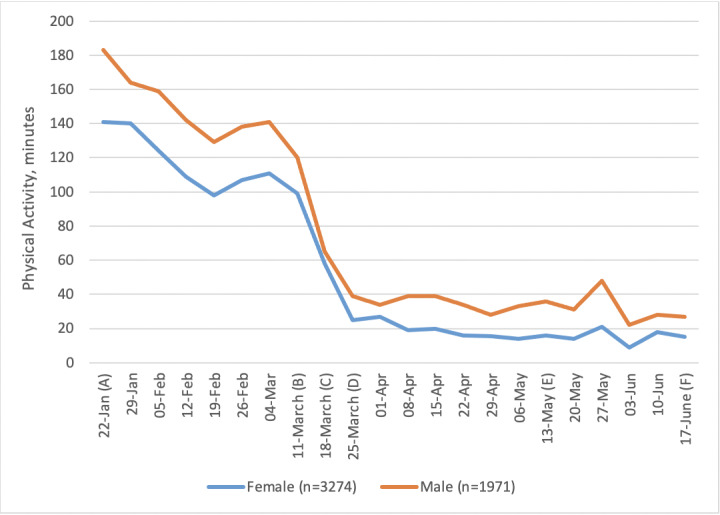 200
180
160
140
120
100
80
60
40
20
0
Physical Activity, minutes
22-Jan (A)
29-Jan
05-Feb
12-Feb
19-Feb
26-Feb
04-Mar
11-March (B)
18-March (C)
25-March (D)
01-Apr
08-Apr
15-Apr
22-Apr
29-Apr
06-May
13-May (E)
20-May
27-May
03-Jun
10-Jun
17-June (F)
Female (n=3274)
Male (n=1971)